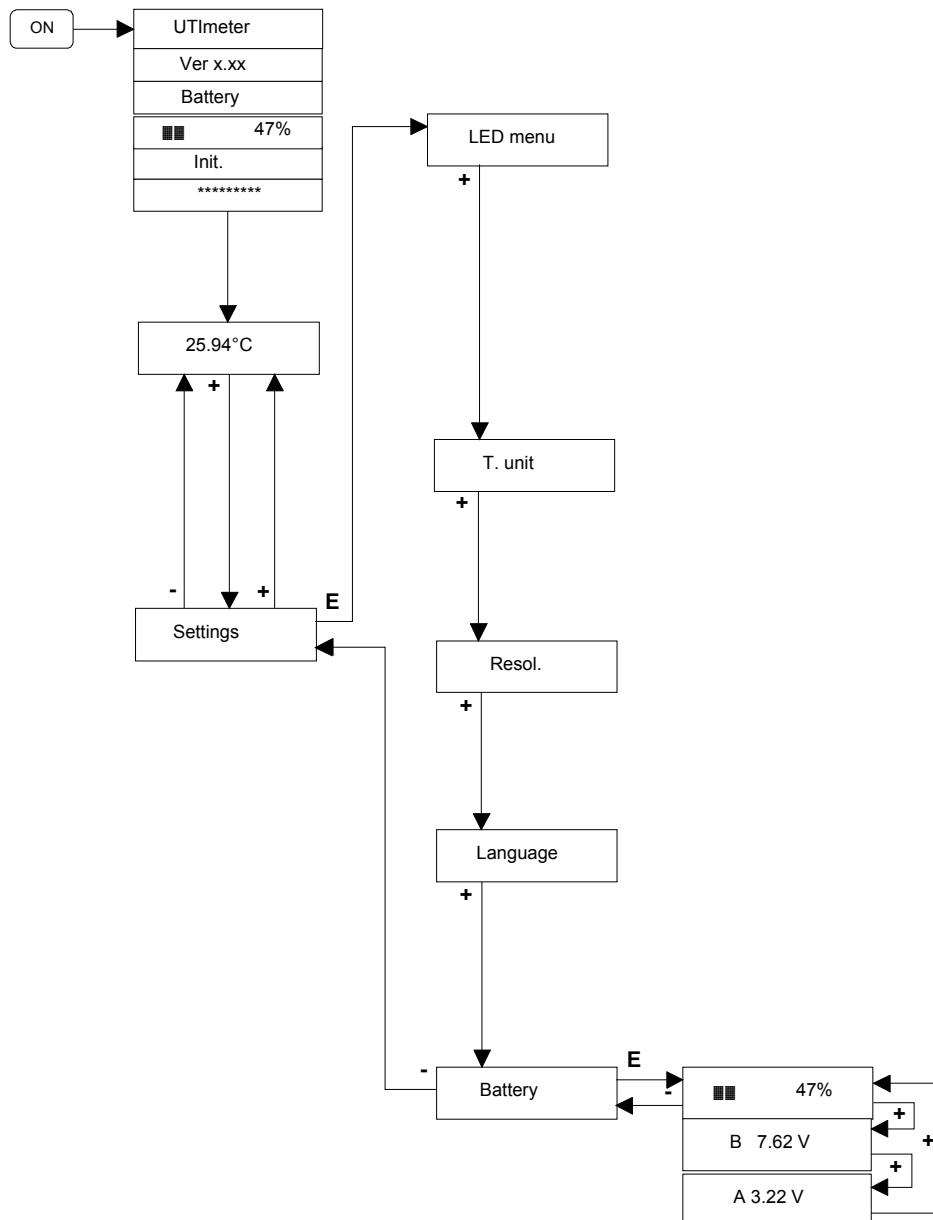 ON
UTImeter
Ver x.xx
Battery
47%
Init.
*********
LED menu
+
25.94°C
+
T. unit
+
- + E
Settings
Resol.
+
Language
+
- E
Battery
-
47%
+
B 7.62 V
+
+
A 3.22 V